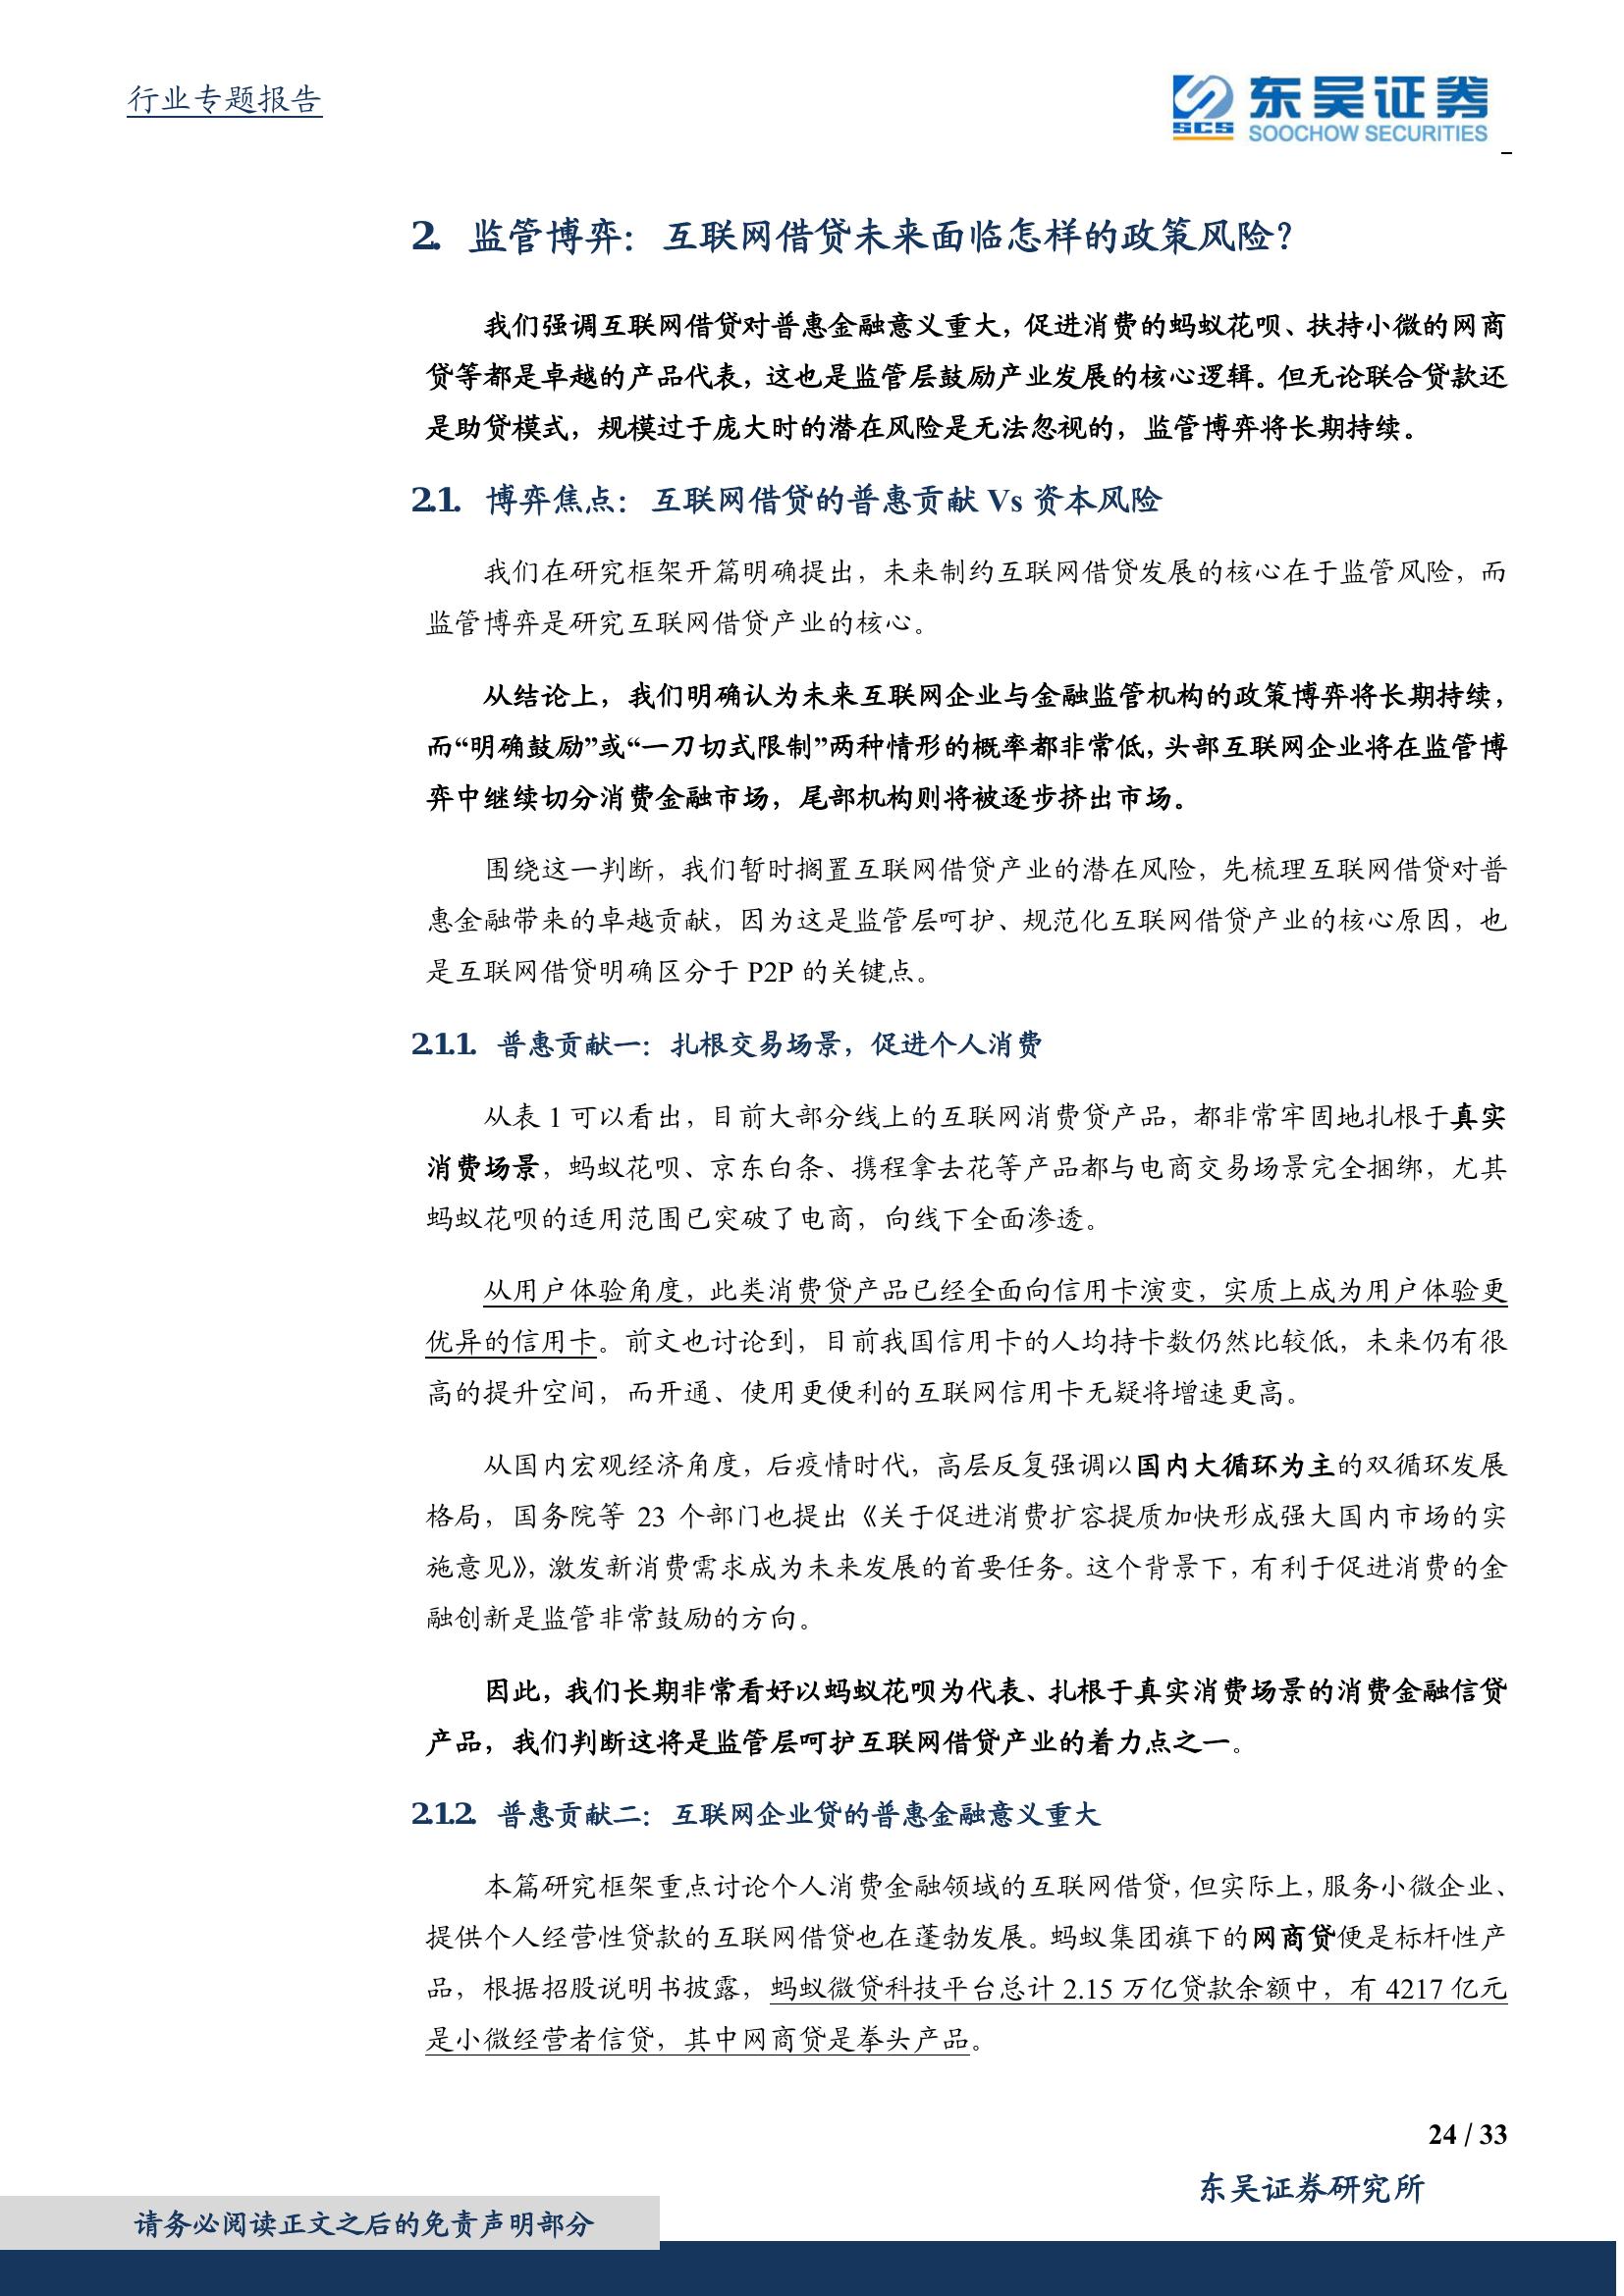 行业专题报告
SCS
东吴证券
SOOCHOW SECURITIES
2. 监管博弈：互联网借贷未来面临怎样的政策风险？
我们强调互联网借贷对普惠金融意义重大，促进消费的蚂蚁花呗、扶持小微的网商
贷等都是卓越的产品代表，这也是监管层鼓励产业发展的核心逻辑。但无论联合贷款还
是助贷模式，规模过于庞大时的潜在风险是无法忽视的，监管博弈将长期持续。
2.1. 博弈焦点：互联网借贷的普惠贡献 Vs 资本风险
我们在研究框架开篇明确提出，未来制约互联网借贷发展的核心在于监管风险，而
监管博弈是研究互联网借贷产业的核心。
从结论上，我们明确认为未来互联网企业与金融监管机构的政策博弈将长期持续，
而“明确鼓励”或“一刀切式限制”两种情形的概率都非常低，头部互联网企业将在监管博
弈中继续切分消费金融市场，尾部机构则将被逐步挤出市场。
围绕这一判断，我们暂时搁置互联网借贷产业的潜在风险，先梳理互联网借贷对普
惠金融带来的卓越贡献，因为这是监管层呵护、规范化互联网借贷产业的核心原因，也
是互联网借贷明确区分于 P2P 的关键点。
2.1.1. 普惠贡献一：扎根交易场景，促进个人消费
从表 1 可以看出，目前大部分线上的互联网消费贷产品，都非常牢固地扎根于真实
消费场景，蚂蚁花呗、京东白条、携程拿去花等产品都与电商交易场景完全捆绑，尤其
蚂蚁花呗的适用范围已突破了电商，向线下全面渗透。
从用户体验角度，此类消费贷产品已经全面向信用卡演变，实质上成为用户体验更
优异的信用卡。前文也讨论到，目前我国信用卡的人均持卡数仍然比较低，未来仍有很
高的提升空间，而开通、使用更便利的互联网信用卡无疑将增速更高。
从国内宏观经济角度，后疫情时代，高层反复强调以国内大循环为主的双循环发展
格局，国务院等 23 个部门也提出《关于促进消费扩容提质加快形成强大国内市场的实
施意见》，激发新消费需求成为未来发展的首要任务。这个背景下，有利于促进消费的金
融创新是监管非常鼓励的方向。
因此，我们长期非常看好以蚂蚁花呗为代表、扎根于真实消费场景的消费金融信贷
产品，我们判断这将是监管层呵护互联网借贷产业的着力点之一。
2.1.2. 普惠贡献二：互联网企业贷的普惠金融意义重大
本篇研究框架重点讨论个人消费金融领域的互联网借贷，但实际上，服务小微企业、
提供个人经营性贷款的互联网借贷也在蓬勃发展。蚂蚁集团旗下的网商贷便是标杆性产
品，根据招股说明书披露，蚂蚁微贷科技平台总计 2.15 万亿贷款余额中，有 4217 亿元
是小微经营者信贷，其中网商贷是拳头产品。
24 / 33
东吴证券研究所
请务必阅读正文之后的免责声明部分